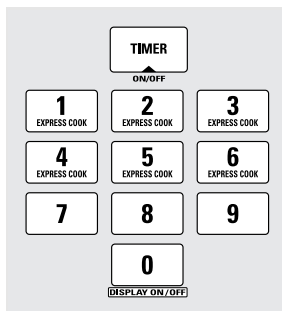 TIMER
ON/OFF
1 2 3
EXPRESS COOK EXPRESS COOK EXPRESS COOK
4 5 6
EXPRESS COOK EXPRESS COOK EXPRESS COOK
7 8 9
0
DISPLAY ON/OFF